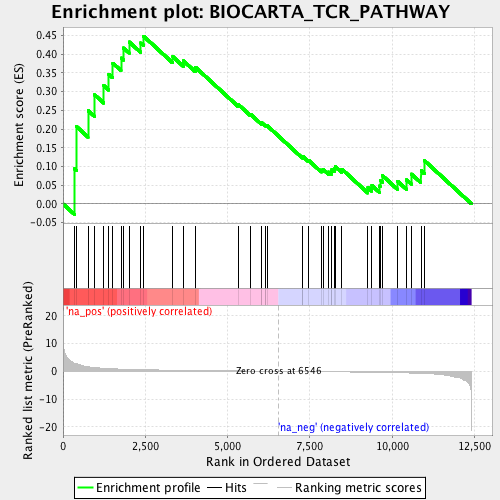 Enrichment plot: BIOCARTA_TCR_PATHWAY
Enrichment score (ES)
0.45
0.40
0.35
0.30
0.25
0.20
0.15
0.10
0.05
0.00
-0.05
'na_pos' (positively correlated)
Ranked list metric (PreRanked)
20
10
0
-10
-20
Zero cross at 6546
'na_neg' (negatively correlated)
0
2,500
5,000
7,500
10,000
12,500
Rank in Ordered Dataset
Enrichment profile
Hits
Ranking metric scores